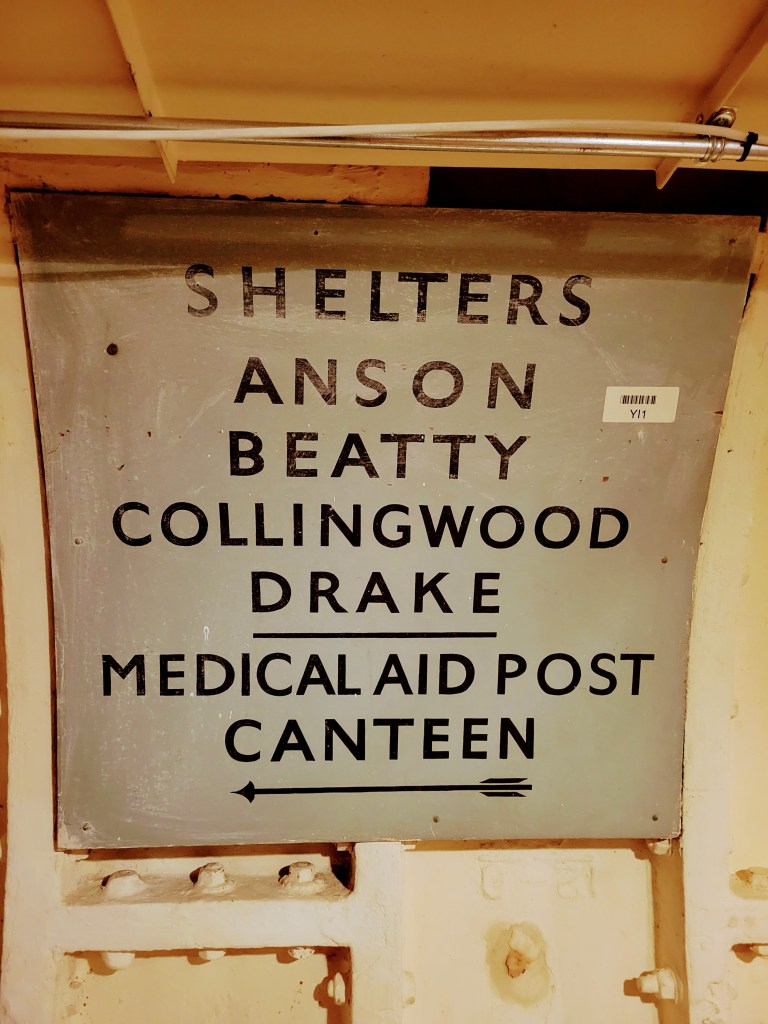 SHELTERS
ANSON
YI1
BEATTY
COLLINGWOOD
DRAKE
MEDICAL AID POST
CANTEEN